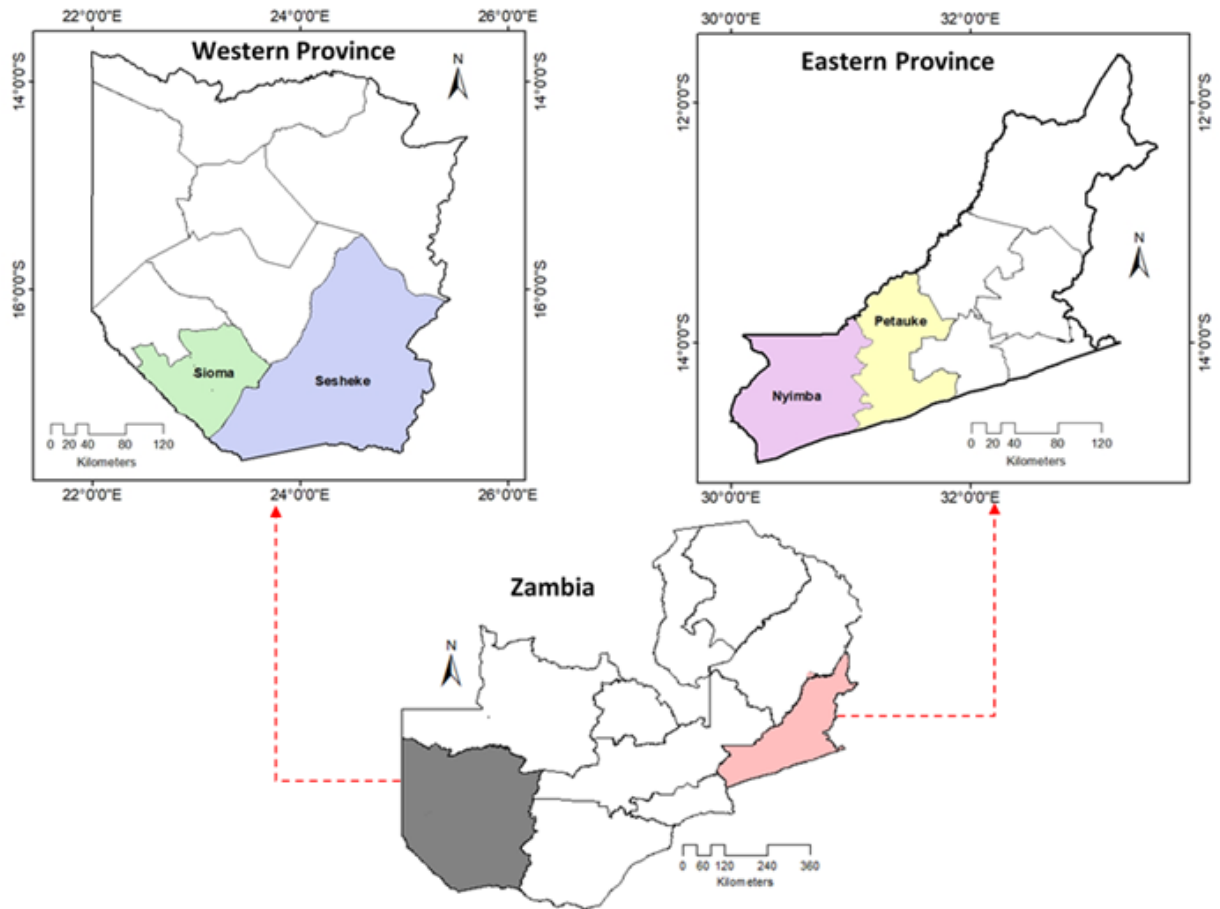 22°0'0"E
24°0'0"E
26°0'0"E
Western Province
N
14°0'0"S
14°0'0"S
16°0'0"S
16°0'0"S
Sioma
Sesheke
0 20 40 80 120
Kilometers
22°0'0"E
24°0'0"E
26°0'0"E
30°0'0"E
32°0'0"E
Eastern Province
N
12°0'0"S
12°0'0"S
14°0'0"S
14°0'0"S
Petauke
Nyimba
0 20 40 80 120
Kilometers
30°0'0"E
32°0'0"E
Zambia
N
0 60 120 240 360
Kilometers